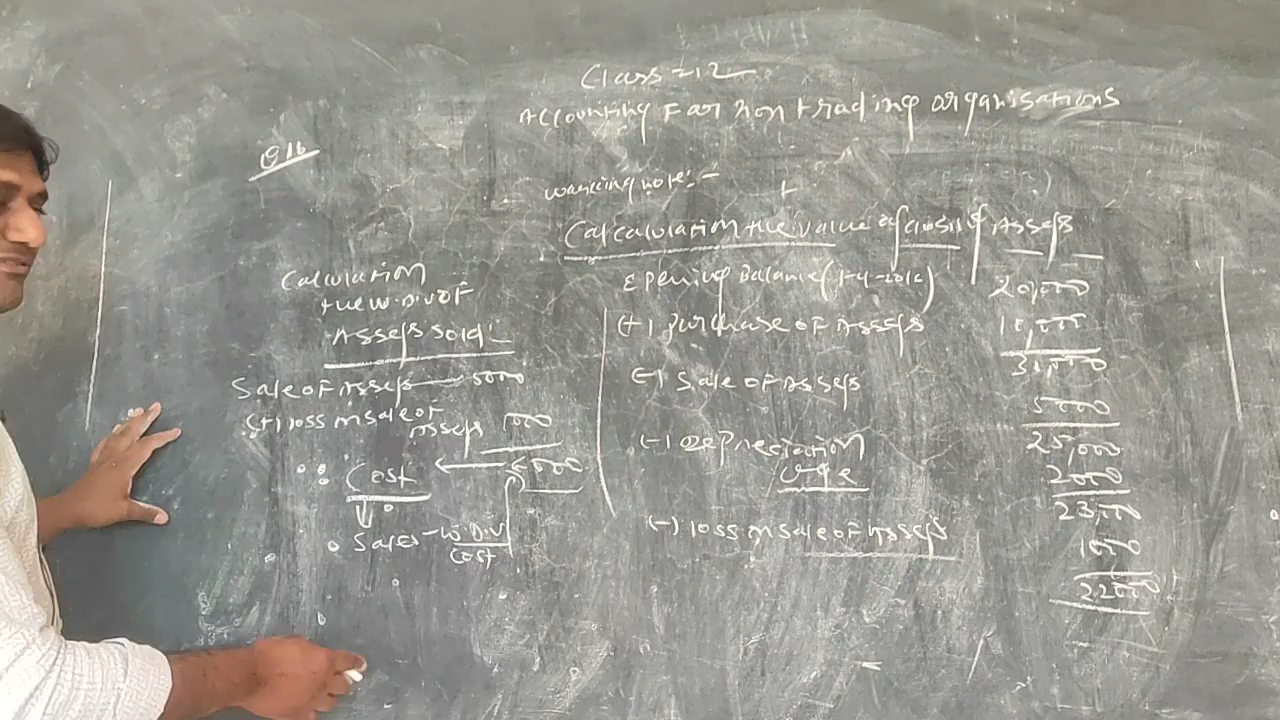 Class-12
Accounting For non trading organisations
Q16
Working note:-
Calculation the value of closing of Assets
Calculation
the W.D.V of
Assets sold:-
Sale of Assets 5000
(+) loss on sale of
Assets 1000
∴ Cost ← 6000
Sales - W.D.V
Cost
Opening Balance (1-4-2012) 20,000
(+) Purchase of Assets 10,000
30,000
(-) Sale of Assets
5000
25,000
(-) Depreciation
2000
23,000
(-) loss on sale of Assets
1000
22000